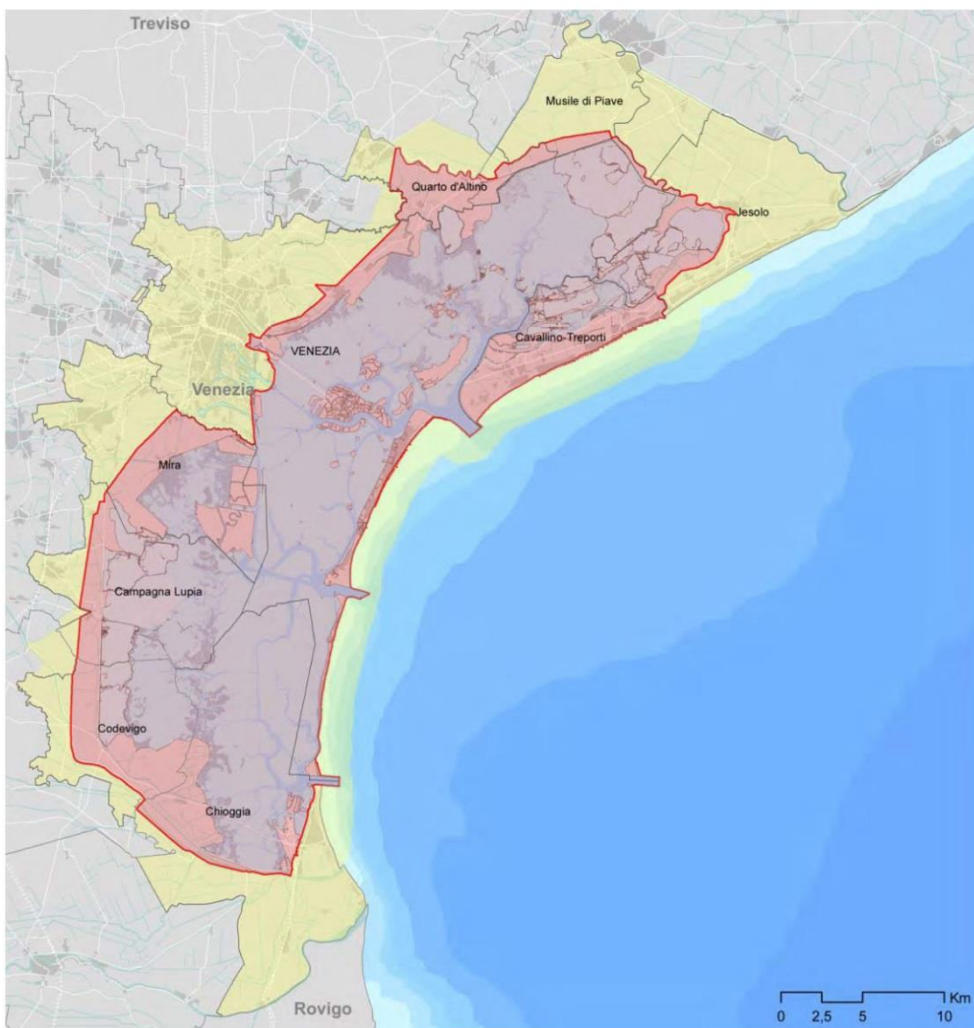 Treviso
Musile di Piave
Quarto d'Altino
Jesolo
Cavallino-Treporti
VENEZIA
Venezia
Mira
Campagna Lupia
Codevigo
Chioggia
Rovigo
Km
0 2,5 5 10